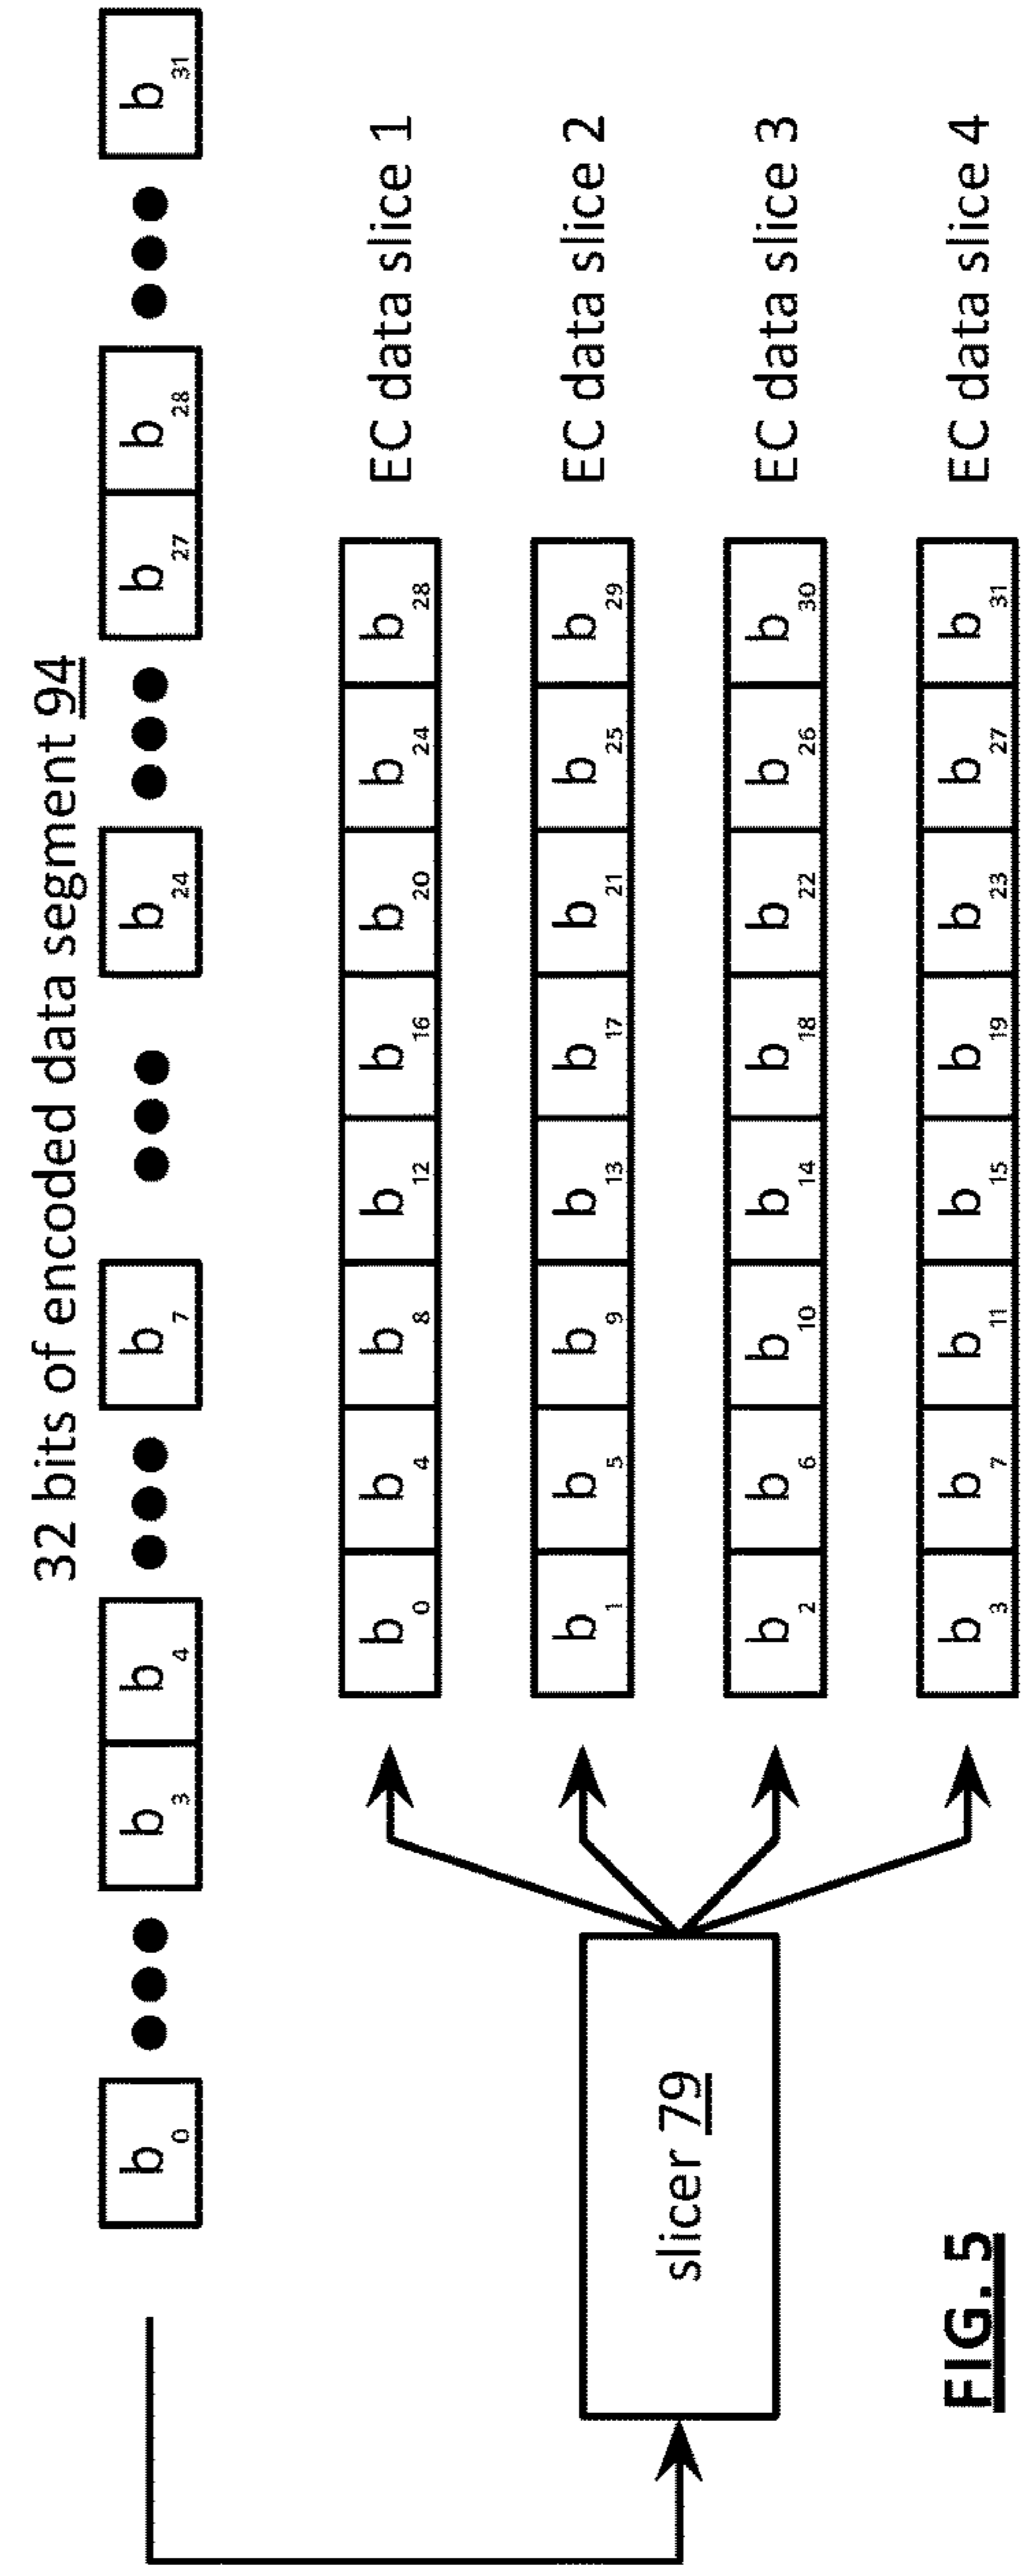 32 bits of encoded data segment 94
b0 b3 b4 b7 b24 b27 b28 b31
b0 b4 b8 b12 b16 b20 b24 b28 EC data slice 1
b1 b5 b9 b13 b17 b21 b25 b29 EC data slice 2
slicer 79
b2 b6 b10 b14 b18 b22 b26 b30 EC data slice 3
b3 b7 b11 b15 b19 b23 b27 b31 EC data slice 4
FIG. 5